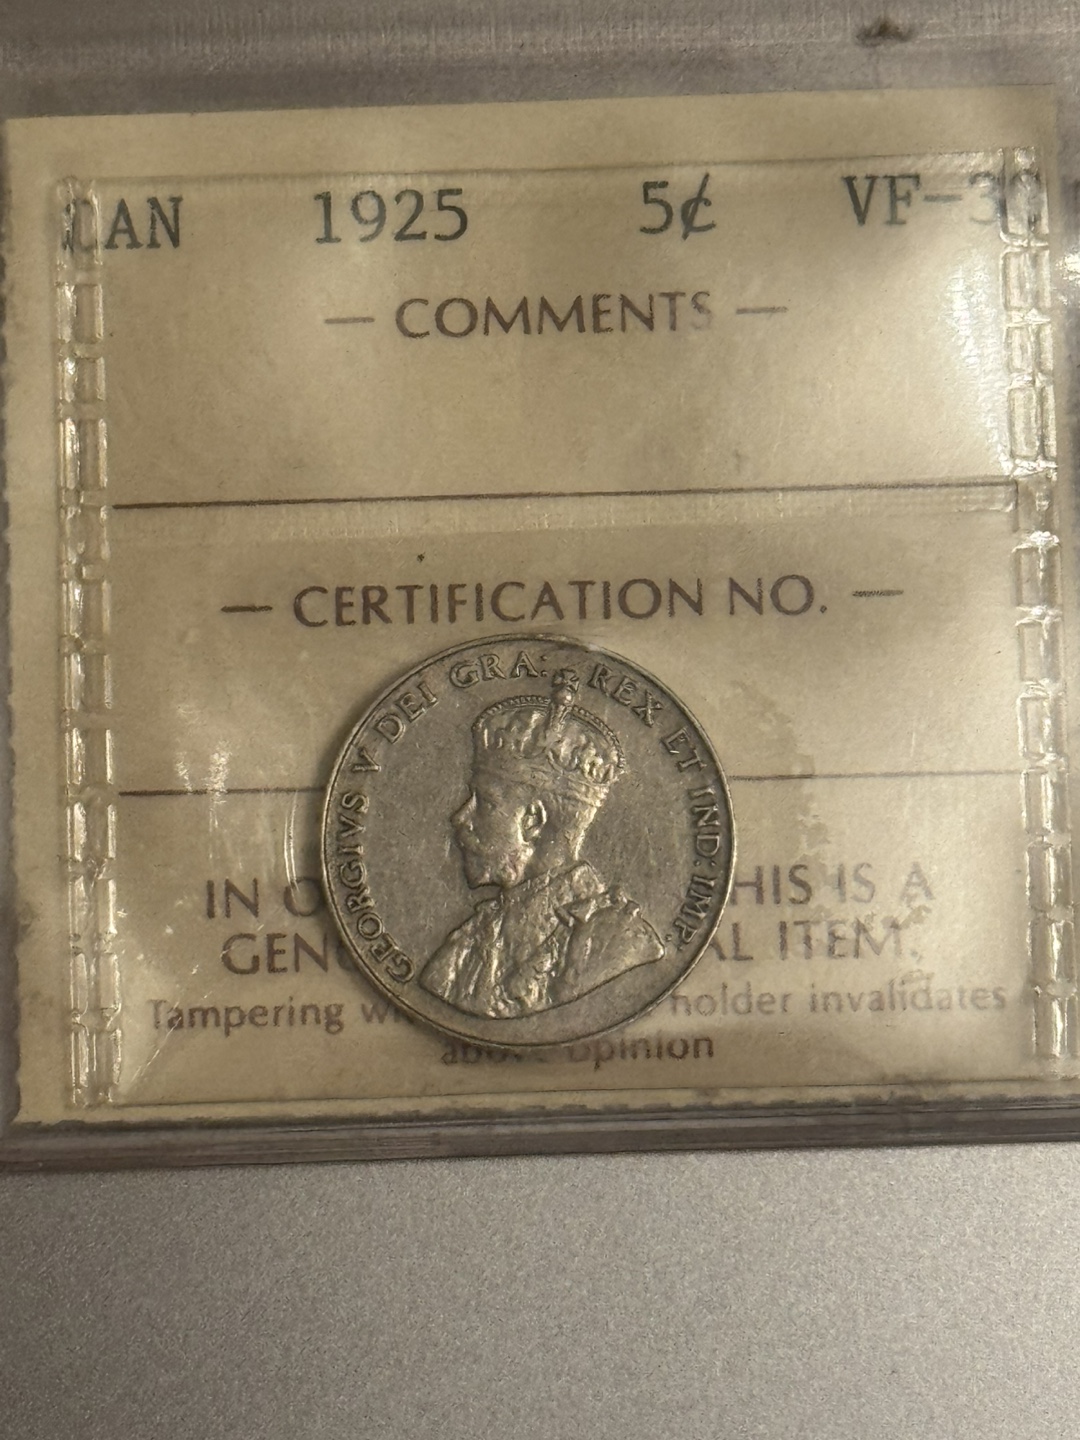 CAN 1925 5¢ VF-30
— COMMENTS —
— CERTIFICATION NO. —
GEORGIVS V DEI GRA: REX ET IND: IMP:
IN HIS IS A
GEN AL ITEM.
Tampering holder invalidates
opinion